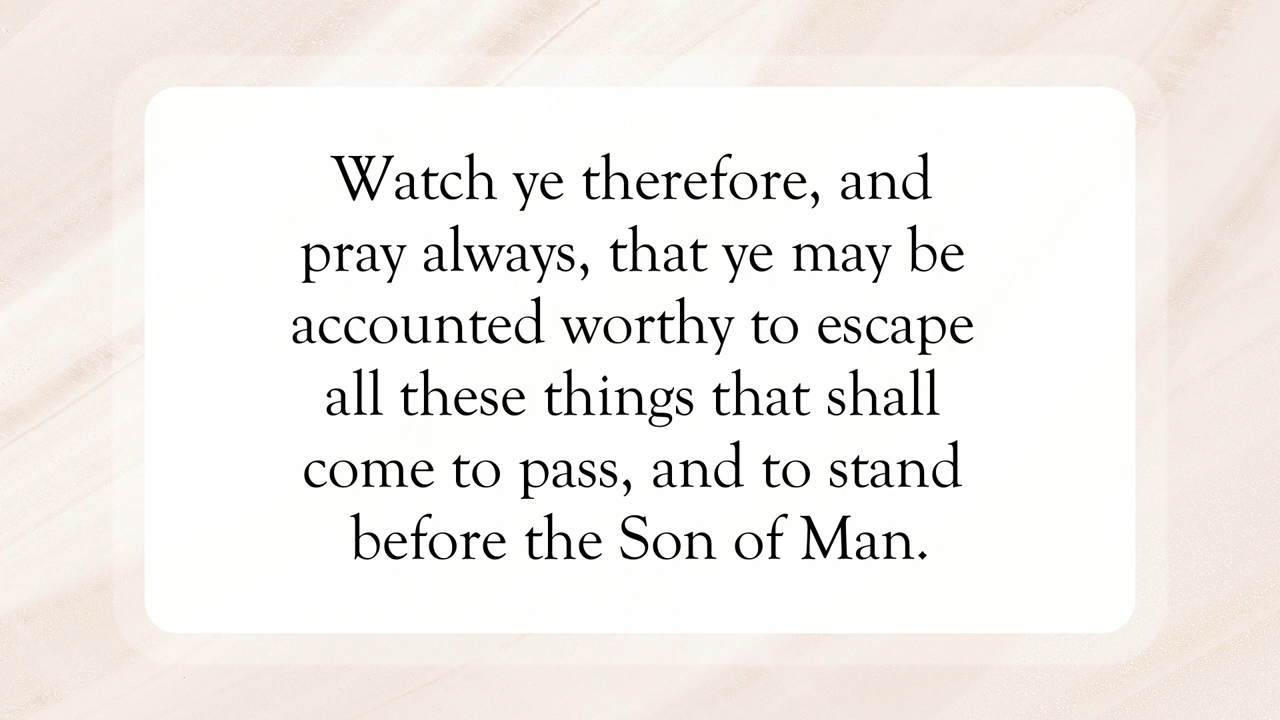 Watch ye therefore, and
pray always, that ye may be
accounted worthy to escape
all these things that shall
come to pass, and to stand
before the Son of Man.